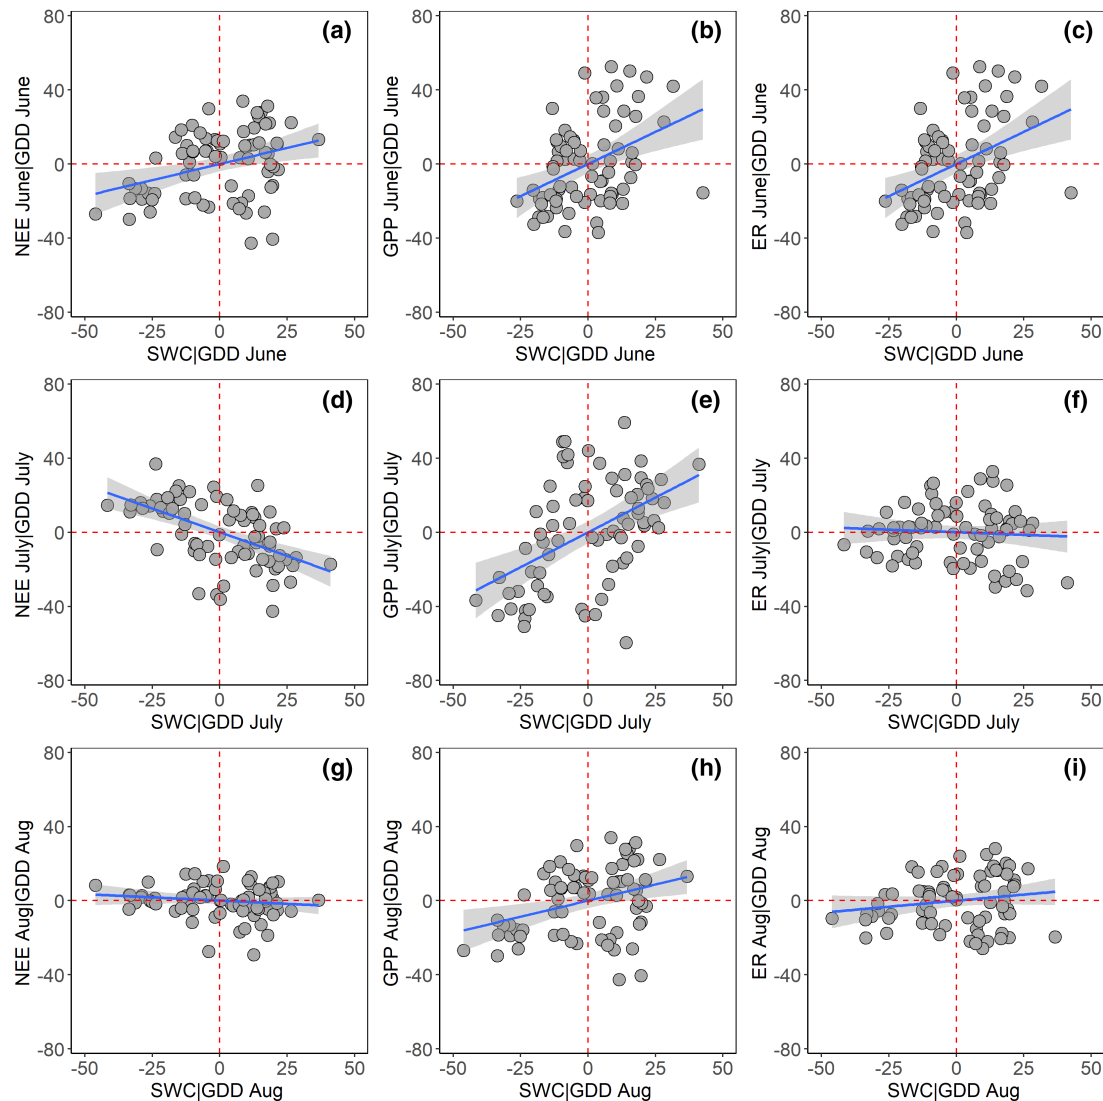 (a) (b) (c)
NEE June|GDD June
GPP June|GDD June
ER June|GDD June
80 40 0 -40 -80
80 40 0 -40 -80
80 40 0 -40 -80
-50 -25 0 25 50
-50 -25 0 25 50
-50 -25 0 25 50
SWC|GDD June
SWC|GDD June
SWC|GDD June
(d) (e) (f)
NEE July|GDD July
GPP July|GDD July
ER July|GDD July
80 40 0 -40 -80
80 40 0 -40 -80
80 40 0 -40 -80
-50 -25 0 25 50
-50 -25 0 25 50
-50 -25 0 25 50
SWC|GDD July
SWC|GDD July
SWC|GDD July
(g) (h) (i)
NEE Aug|GDD Aug
GPP Aug|GDD Aug
ER Aug|GDD Aug
80 40 0 -40 -80
80 40 0 -40 -80
80 40 0 -40 -80
-50 -25 0 25 50
-50 -25 0 25 50
-50 -25 0 25 50
SWC|GDD Aug
SWC|GDD Aug
SWC|GDD Aug